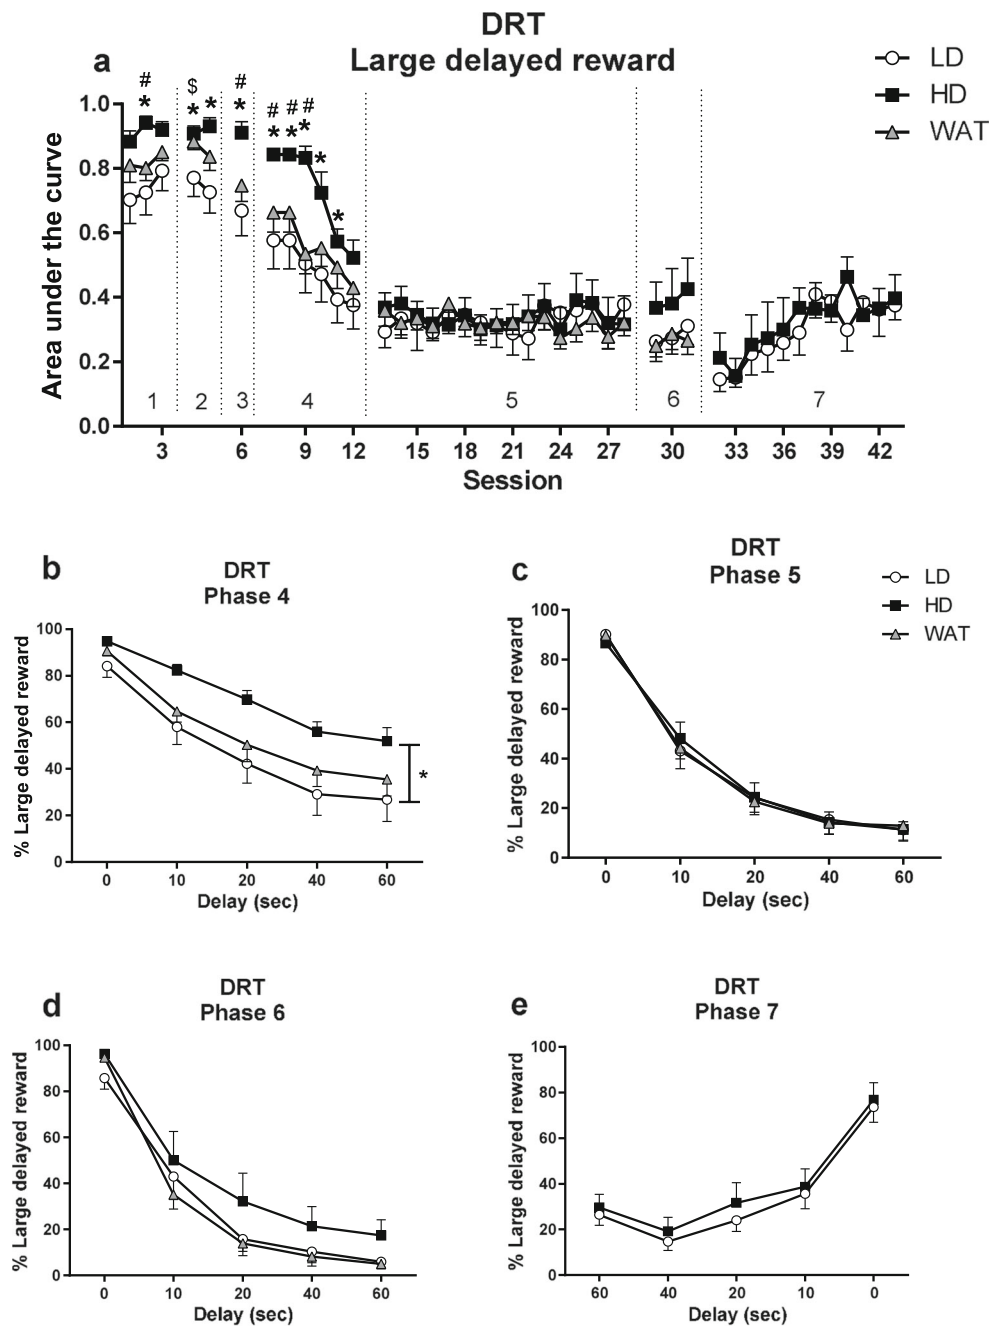 DRT
Large delayed reward
a
LD
HD
WAT
# $ # # # #
* * * * * * * * *
Area under the curve
1.0
0.8
0.6
0.4
0.2
0.0
1 2 3 4 5 6 7
3 6 9 12 15 18 21 24 27 30 33 36 39 42
Session
b
DRT
Phase 4
% Large delayed reward
100
80
60
40
20
0
*
0 10 20 40 60
Delay (sec)
c
DRT
Phase 5
LD
HD
WAT
% Large delayed reward
100
80
60
40
20
0
0 10 20 40 60
Delay (sec)
d
DRT
Phase 6
% Large delayed reward
100
80
60
40
20
0
0 10 20 40 60
Delay (sec)
e
DRT
Phase 7
% Large delayed reward
100
80
60
40
20
0
60 40 20 10 0
Delay (sec)